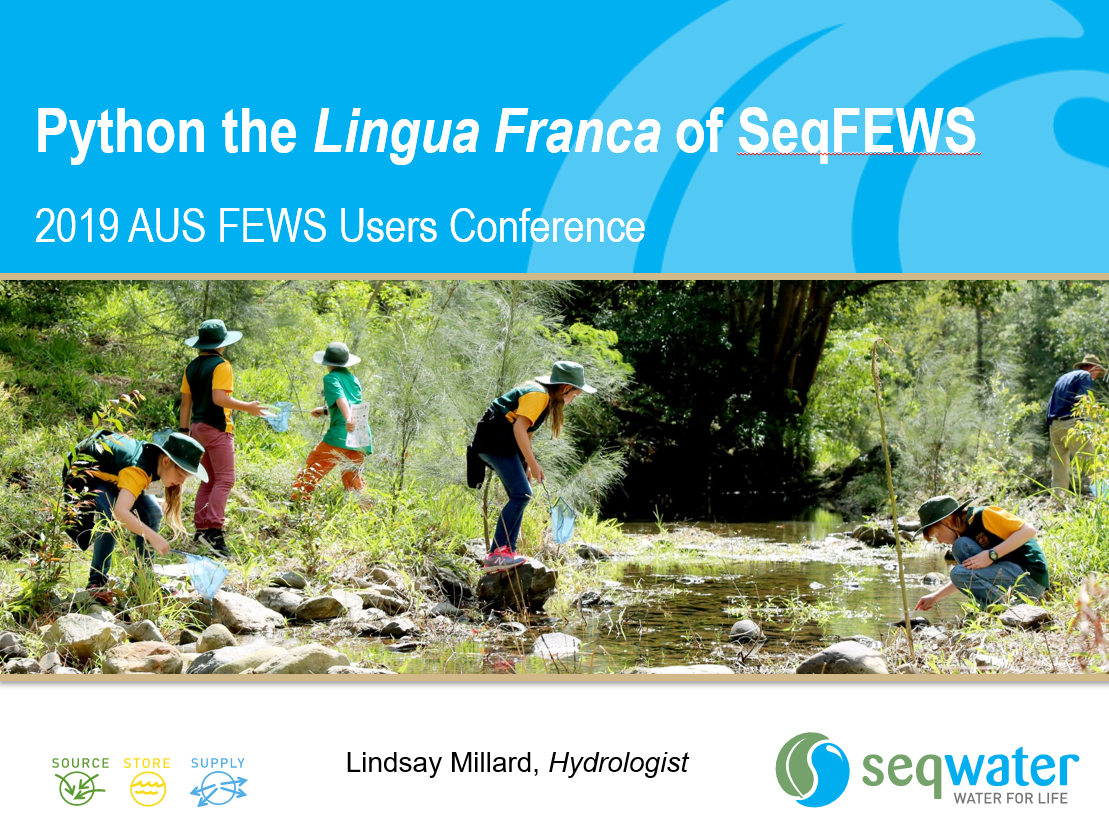 Python the Lingua Franca of SeqFEWS
2019 AUS FEWS Users Conference
SOURCE STORE SUPPLY
Lindsay Millard, Hydrologist
seqwater
WATER FOR LIFE